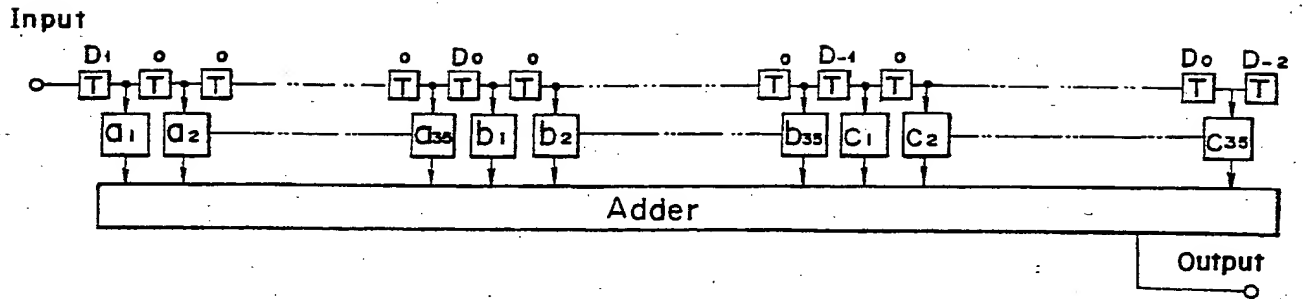 Input
D1 o o o D0 o o D-1 o D0 D-2
T T T T T T T T T T T
a1 a2 a35 b1 b2 b35 c1 c2 c35
Adder
Output